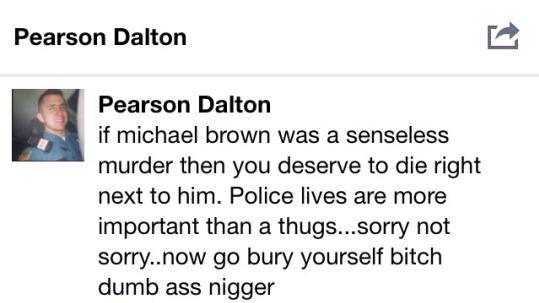 Pearson Dalton
Pearson Dalton
if michael brown was a senseless
murder then you deserve to die right
next to him. Police lives are more
important than a thugs...sorry not
sorry..now go bury yourself bitch
dumb ass nigger